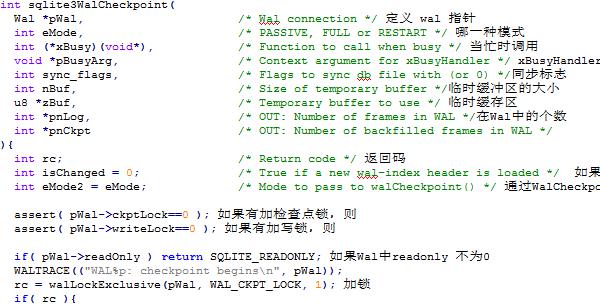 int sqlite3WalCheckpoint(
Wal *pWal, /* Wal connection */ 定义 wal 指针
int eMode, /* PASSIVE, FULL or RESTART */ 哪一种模式
int (*xBusy)(void*), /* Function to call when busy */ 当忙时调用
void *pBusyArg, /* Context argument for xBusyHandler */ xBusyHandler
int sync_flags, /* Flags to sync db file with (or 0) */同步标志
int nBuf, /* Size of temporary buffer */临时缓冲区的大小
u8 *zBuf, /* Temporary buffer to use */ 临时缓存区
int *pnLog, /* OUT: Number of frames in WAL */在Wal中的个数
int *pnCkpt /* OUT: Number of backfilled frames in WAL */
){
int rc; /* Return code */ 返回码
int isChanged = 0; /* True if a new wal-index header is loaded */ 如果
int eMode2 = eMode; /* Mode to pass to walCheckpoint() */ 通过WalCheckpo
assert( pWal->ckptLock==0 ); 如果有加检查点锁，则
assert( pWal->writeLock==0 ); 如果有加写锁，则
if( pWal->readOnly ) return SQLITE_READONLY; 如果Wal中readonly 不为0
WALTRACE(("WAL%p: checkpoint begins\n", pWal));
rc = walLockExclusive(pWal, WAL_CKPT_LOCK, 1); 加锁
if( rc ){